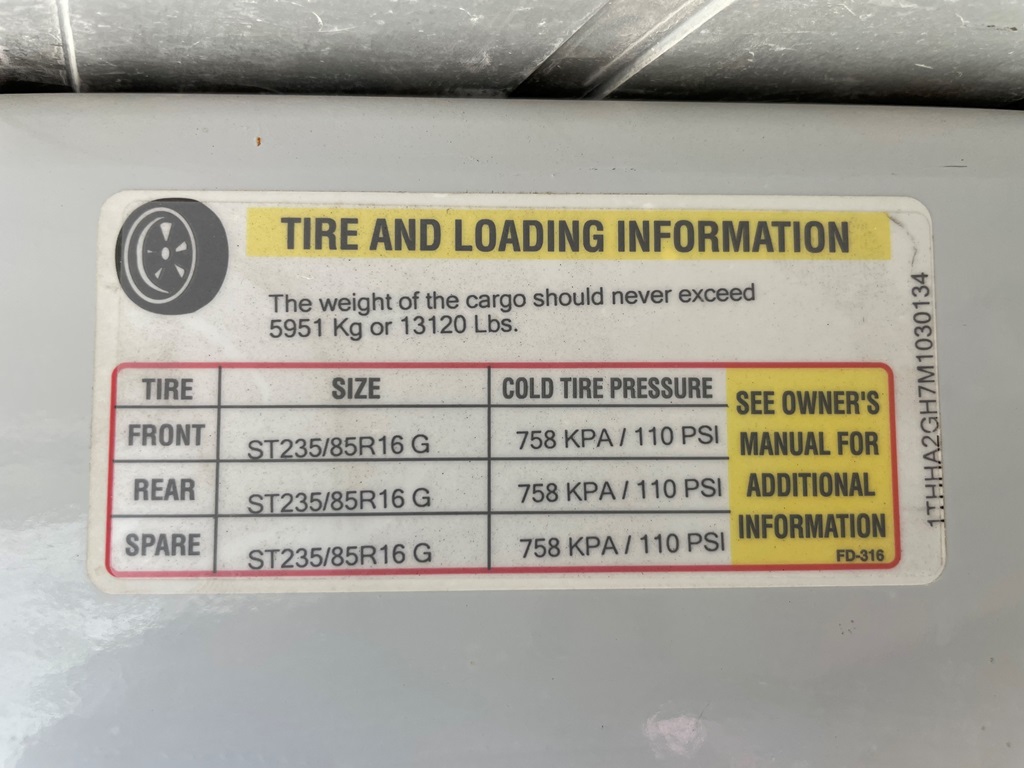 TIRE AND LOADING INFORMATION
The weight of the cargo should never exceed
5951 Kg or 13120 Lbs.
TIRE SIZE COLD TIRE PRESSURE
FRONT ST235/85R16 G 758 KPA / 110 PSI
REAR ST235/85R16 G 758 KPA / 110 PSI
SPARE ST235/85R16 G 758 KPA / 110 PSI
SEE OWNER'S
MANUAL FOR
ADDITIONAL
INFORMATION
FD-316
1THHA2GH7M1030134